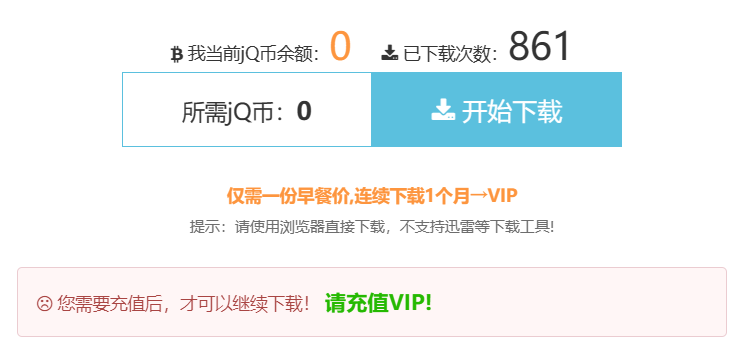 我当前jQ币余额：0 已下载次数：861
所需jQ币：0 开始下载
仅需一份早餐价,连续下载1个月→VIP
提示：请使用浏览器直接下载，不支持迅雷等下载工具!
您需要充值后，才可以继续下载！ 请充值VIP!